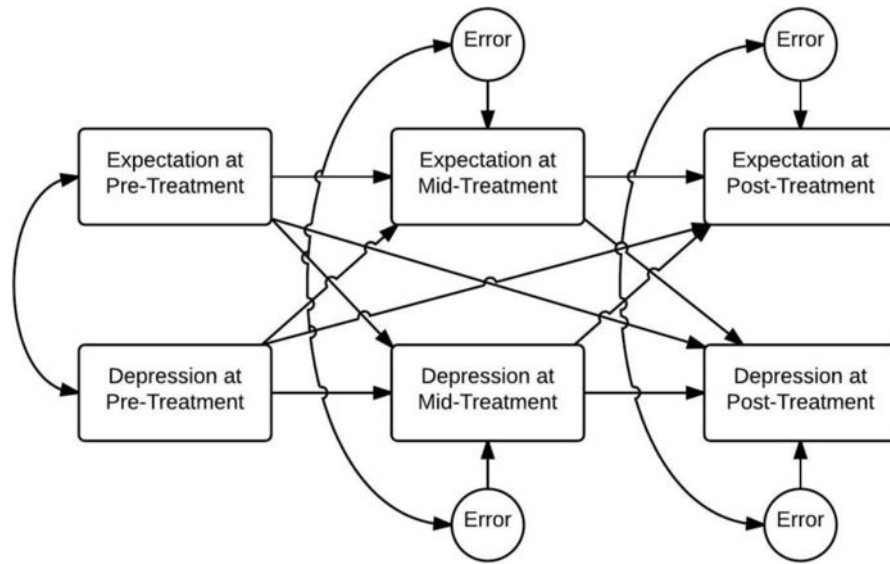 Error
Error
Expectation at
Pre-Treatment
Expectation at
Mid-Treatment
Expectation at
Post-Treatment
Depression at
Pre-Treatment
Depression at
Mid-Treatment
Depression at
Post-Treatment
Error
Error